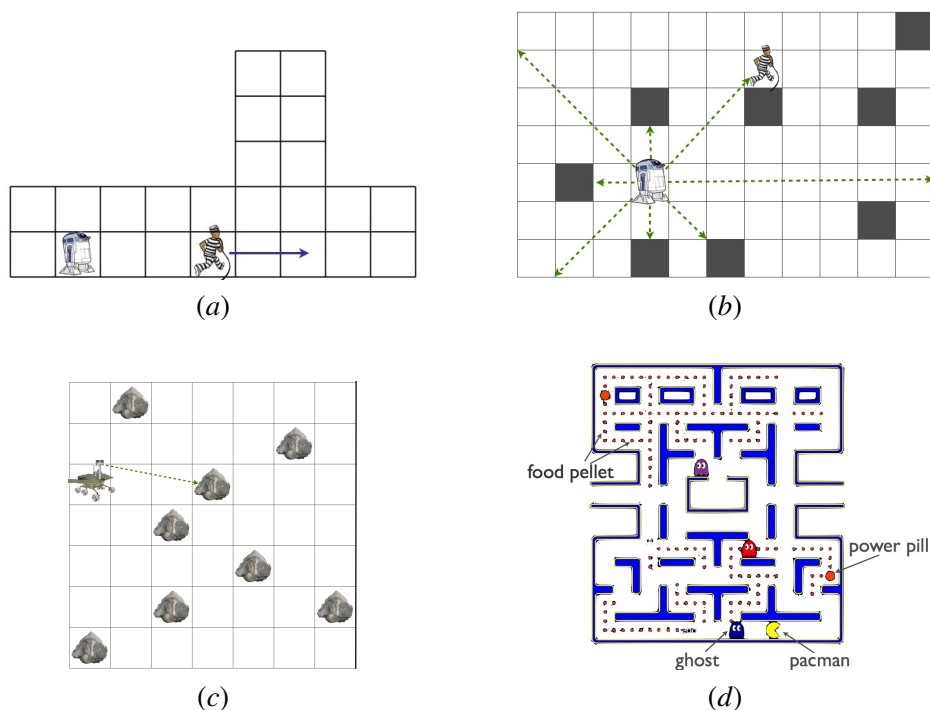 (a)
(b)
food pellet
power pill
ghost
pacman
(c)
(d)